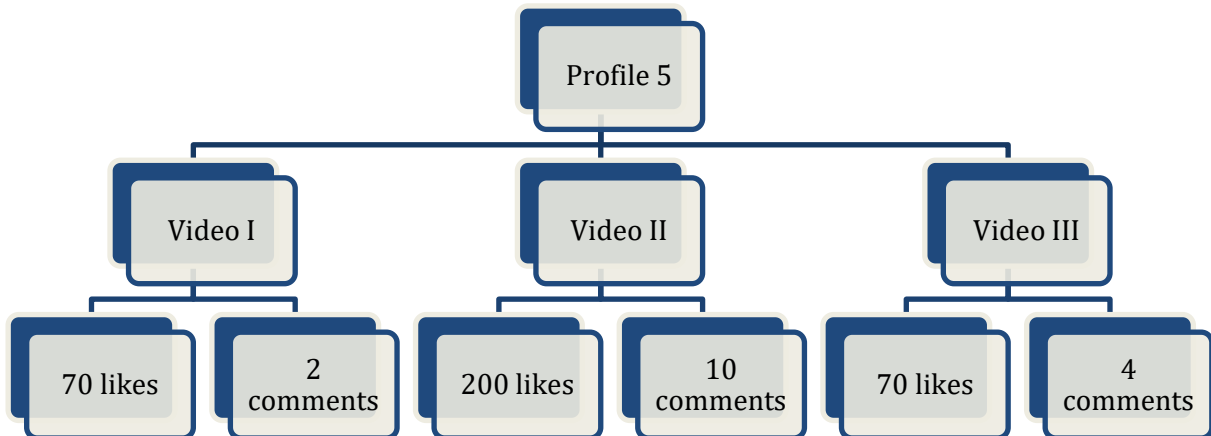 Profile 5
Video I
Video II
Video III
70 likes
2
comments
200 likes
10
comments
70 likes
4
comments